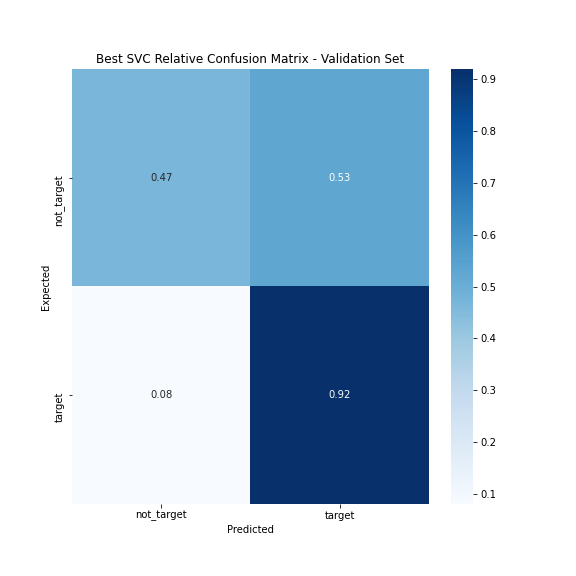 Best SVC Relative Confusion Matrix - Validation Set
Expected
not_target
target
0.47
0.53
0.08
0.92
not_target
target
Predicted
0.9
0.8
0.7
0.6
0.5
0.4
0.3
0.2
0.1